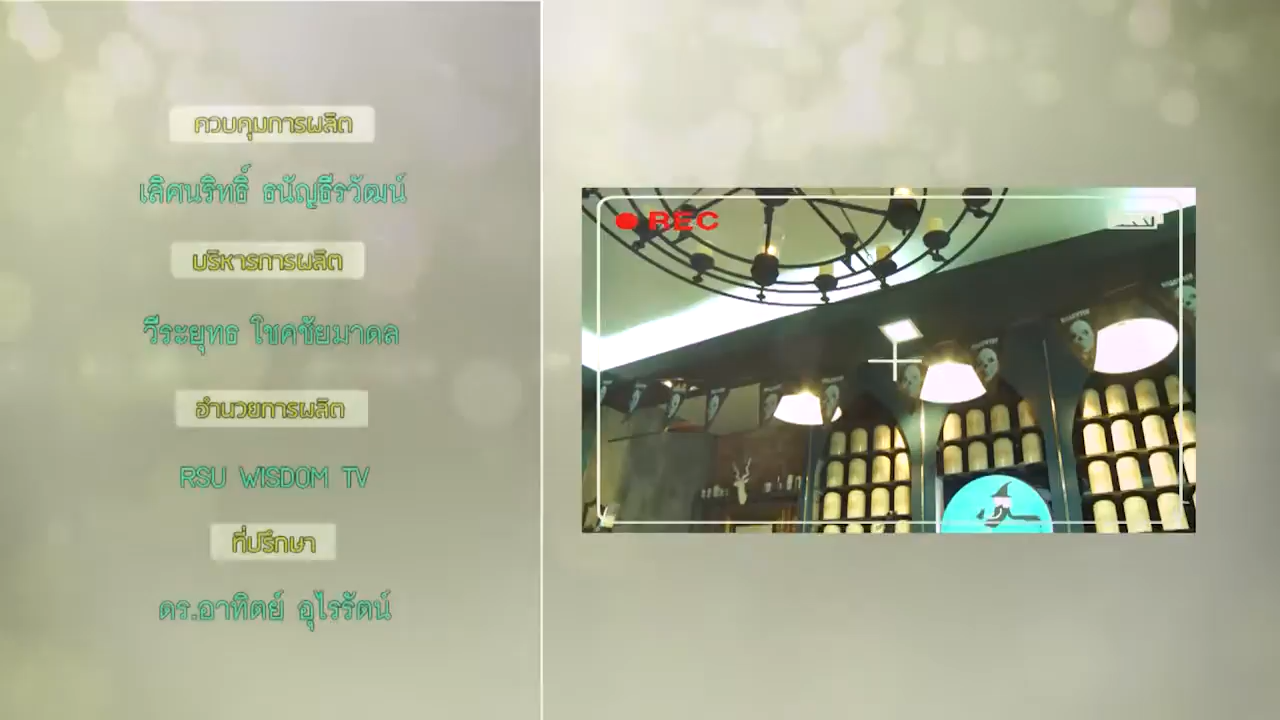 ควบคุมการผลิต
เลิศนริทธิ์ ธนัญธีรวัฒน์
บริหารการผลิต
วีระยุทธ โชคชัยมาดล
อำนวยการผลิต
RSU WISDOM TV
ที่ปรึกษา
ดร.อาทิตย์ อุไรรัตน์
REC